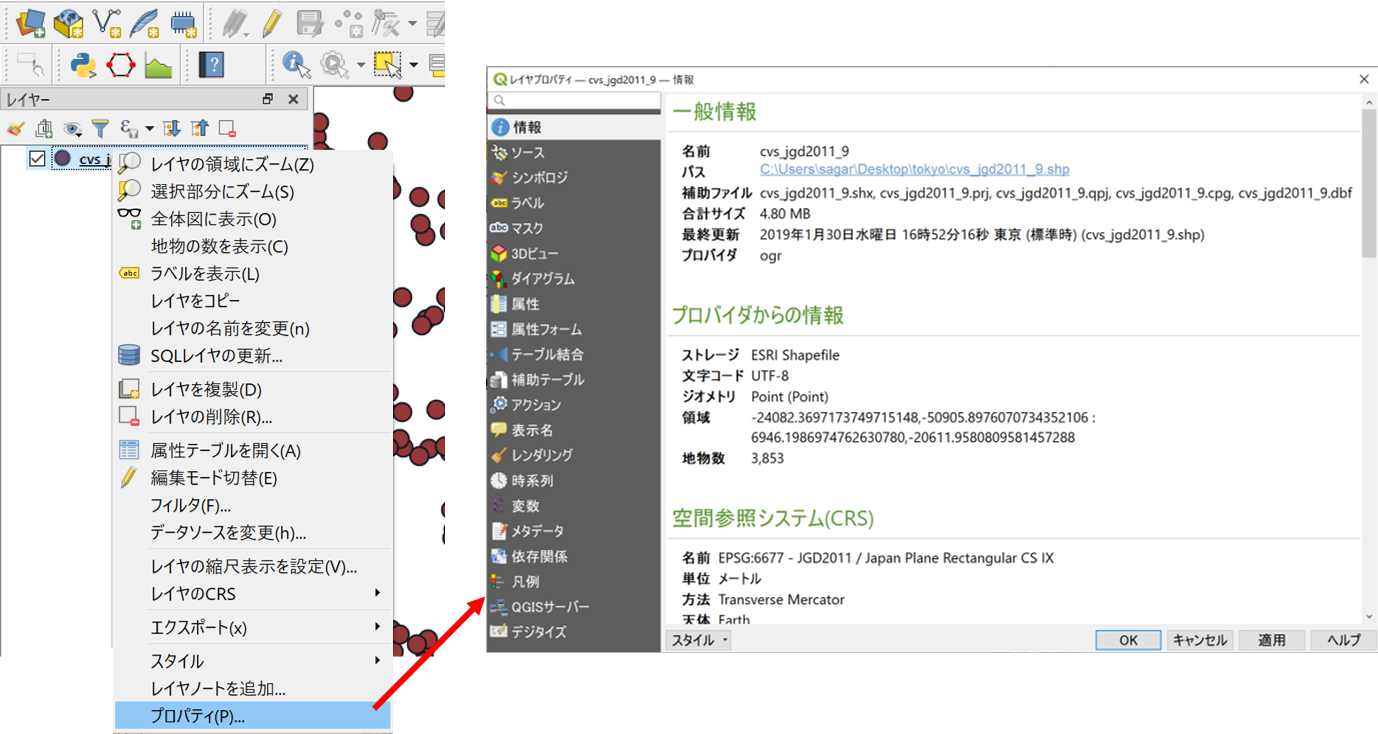 レイヤー
cvs_j
レイヤの領域にズーム(Z)
選択部分にズーム(S)
全体図に表示(O)
地物の数を表示(C)
abc
ラベルを表示(L)
レイヤをコピー
レイヤの名前を変更(n)
SQLレイヤの更新...
レイヤを複製(D)
レイヤの削除(R)...
属性テーブルを開く(A)
編集モード切替(E)
フィルタ(F)...
データソースを変更(h)...
レイヤの縮尺表示を設定(V)...
レイヤのCRS
エクスポート(x)
スタイル
レイヤノートを追加...
プロパティ(P)...
レイヤプロパティ — cvs_jgd2011_9 — 情報
情報
ソース
シンボロジ
abc ラベル
abc マスク
3Dビュー
ダイアグラム
属性
属性フォーム
テーブル結合
補助テーブル
アクション
表示名
レンダリング
時系列
変数
メタデータ
依存関係
凡例
QGISサーバー
デジタイズ
一般情報
名前 cvs_jgd2011_9
パス C:\Users\sagar\Desktop\tokyo\cvs_jgd2011_9.shp
補助ファイル cvs_jgd2011_9.shx, cvs_jgd2011_9.prj, cvs_jgd2011_9.qpj, cvs_jgd2011_9.cpg, cvs_jgd2011_9.dbf
合計サイズ 4.80 MB
最終更新 2019年1月30日水曜日 16時52分16秒 東京 (標準時) (cvs_jgd2011_9.shp)
プロバイダ ogr
プロバイダからの情報
ストレージ ESRI Shapefile
文字コード UTF-8
ジオメトリ Point (Point)
領域 -24082.3697173749715148,-50905.8976070734352106 :
6946.1986974762630780,-20611.9580809581457288
地物数 3,853
空間参照システム(CRS)
名前 EPSG:6677 - JGD2011 / Japan Plane Rectangular CS IX
単位 メートル
方法 Transverse Mercator
天体 Earth
スタイル
OK キャンセル 適用 ヘルプ